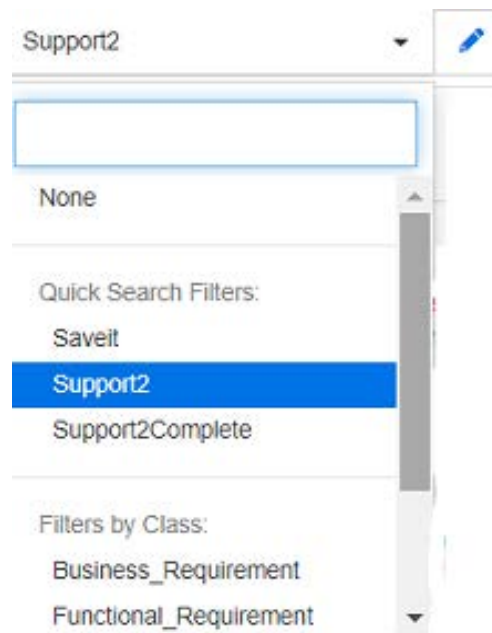 Support2
None
Quick Search Filters:
Saveit
Support2
Support2Complete
Filters by Class:
Business_Requirement
Functional_Requirement